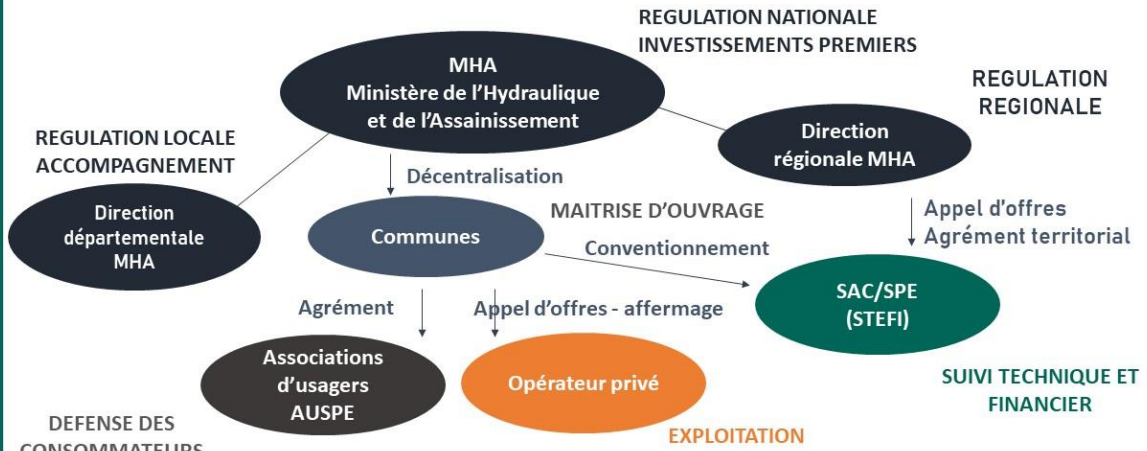 REGULATION NATIONALE
INVESTISSEMENTS PREMIERS
MHA
Ministère de l'Hydraulique
et de l'Assainissement
REGULATION
REGIONALE
REGULATION LOCALE
ACCOMPAGNEMENT
Direction
régionale MHA
Décentralisation
Direction
départementale
MHA
Communes
MAITRISE D'OUVRAGE
Conventionnement
Appel d'offres
Agrément territorial
SAC/SPE
(STEFI)
Agrément
Appel d'offres - affermage
Associations
d'usagers
AUSPE
Opérateur privé
SUIVI TECHNIQUE ET
FINANCIER
DEFENSE DES
CONSOMMATEURS
EXPLOITATION